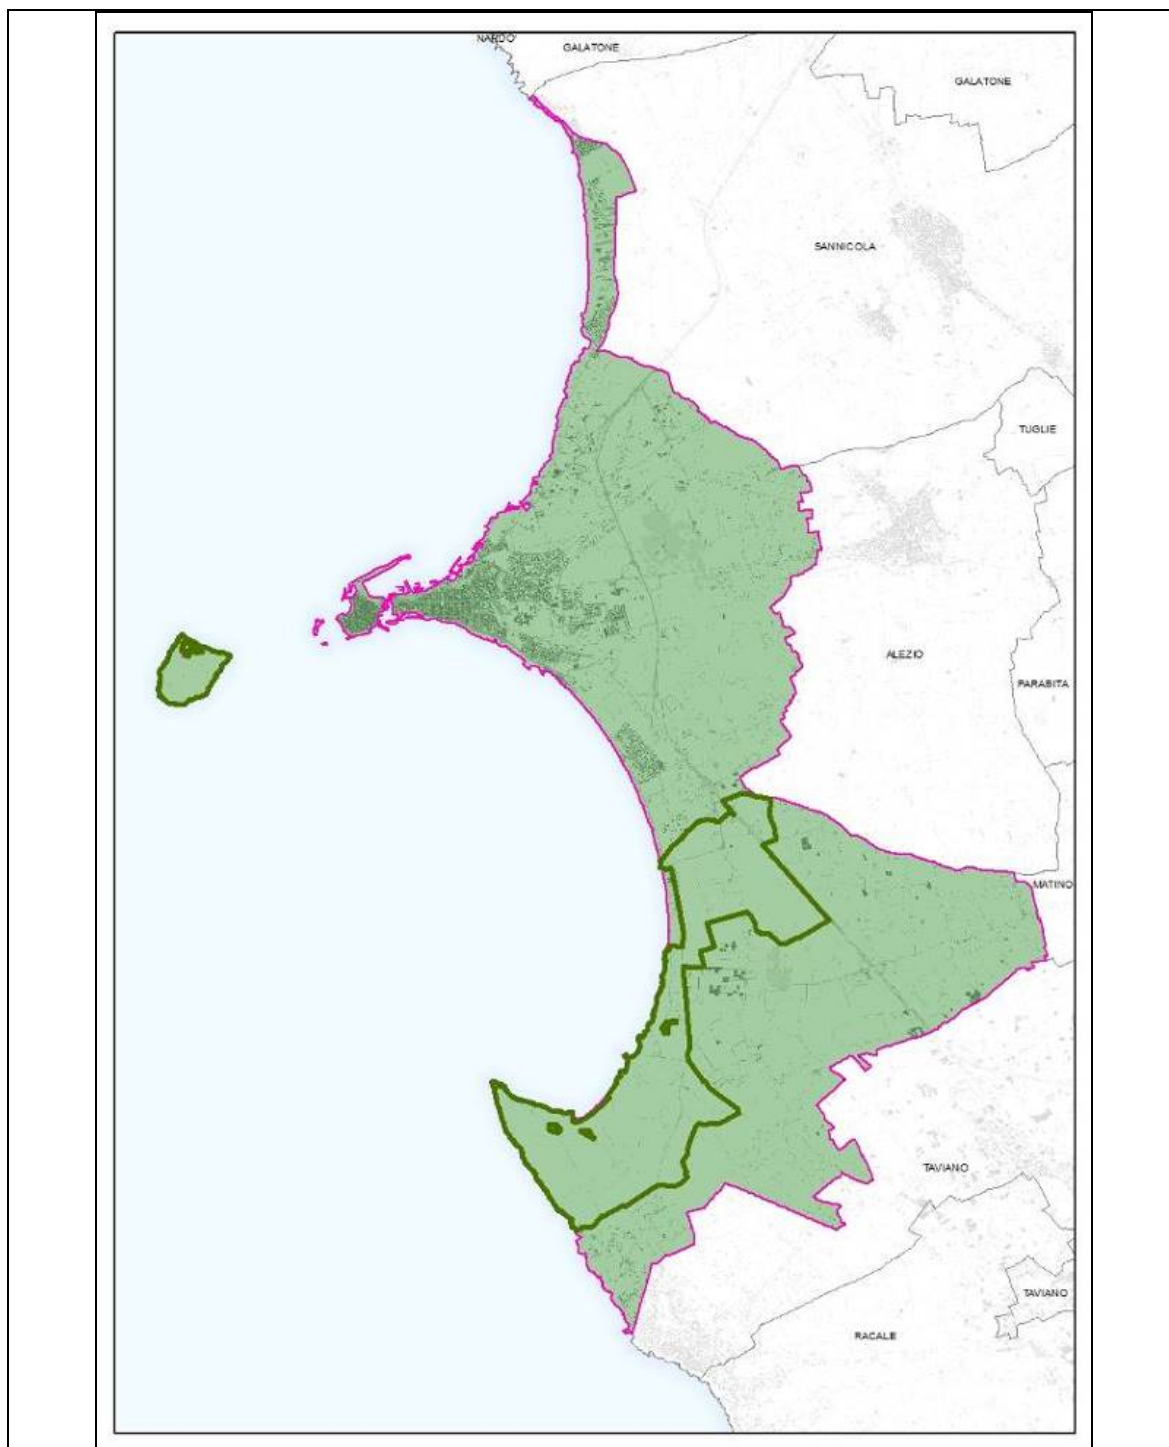 NARDO'
GALATONE
GALATONE
SANNICOLA
TUGLIE
ALEZIO
PARABITA
MATINO
TAVIANO
TAVIANO
RACALE